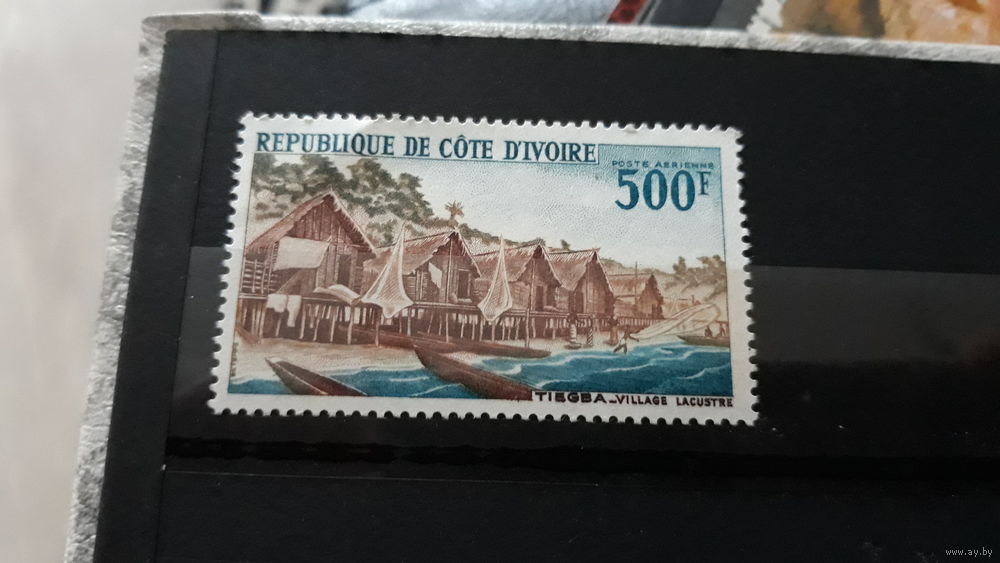 REPUBLIQUE DE CÔTE D'IVOIRE
POSTE AERIENNE
500F
TIEGBA_VILLAGE LACUSTRE
www.ay.by